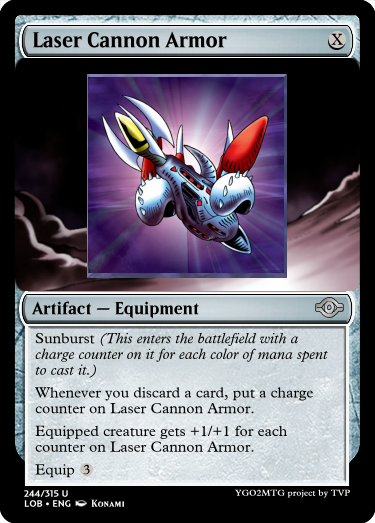 Laser Cannon Armor X
Artifact — Equipment
Sunburst (This enters the battlefield with a
charge counter on it for each color of mana spent
to cast it.)
Whenever you discard a card, put a charge
counter on Laser Cannon Armor.
Equipped creature gets +1/+1 for each
counter on Laser Cannon Armor.
Equip 3
244/315 U
LOB • ENG KONAMI
YGO2MTG project by TVP